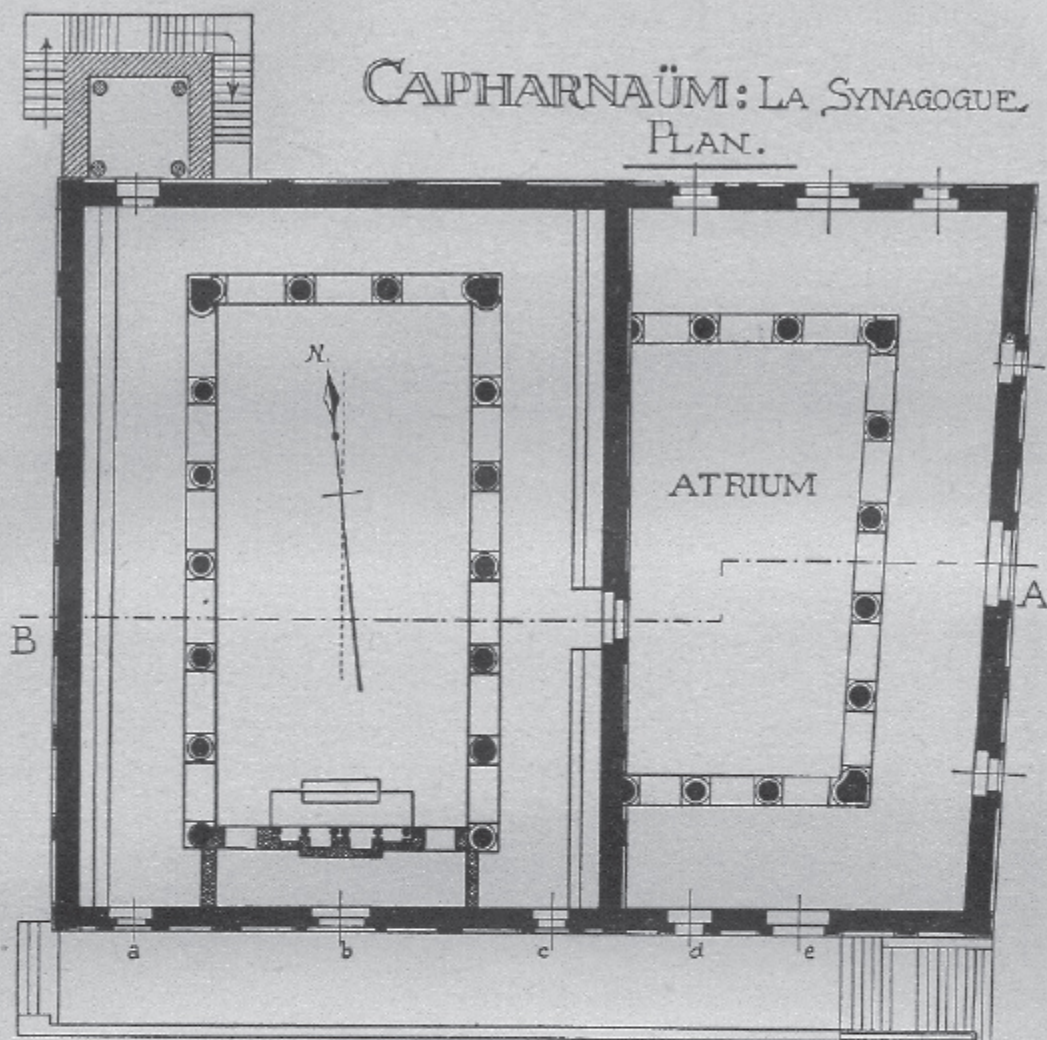 CAPHARNAÜM: LA SYNAGOGUE
PLAN.
N.
ATRIUM
B
A
a b c d e